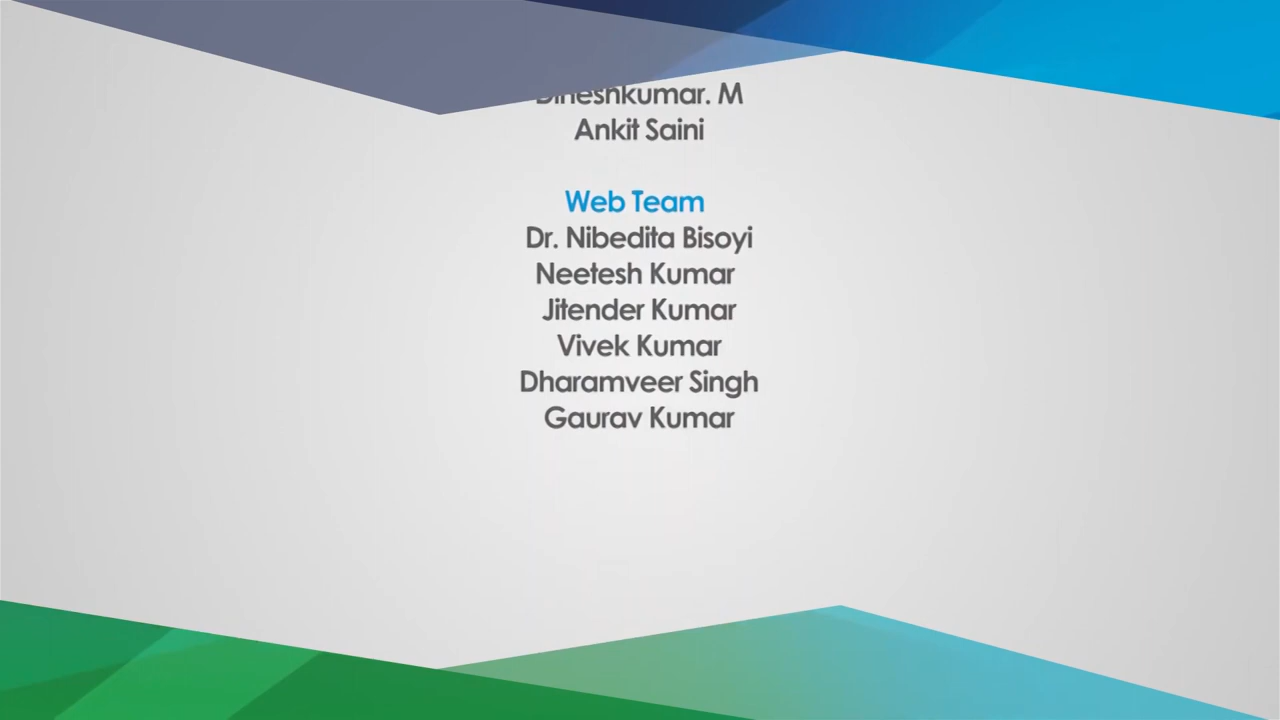 Dineshkumar. M
Ankit Saini
Web Team
Dr. Nibedita Bisoyi
Neetesh Kumar
Jitender Kumar
Vivek Kumar
Dharamveer Singh
Gaurav Kumar